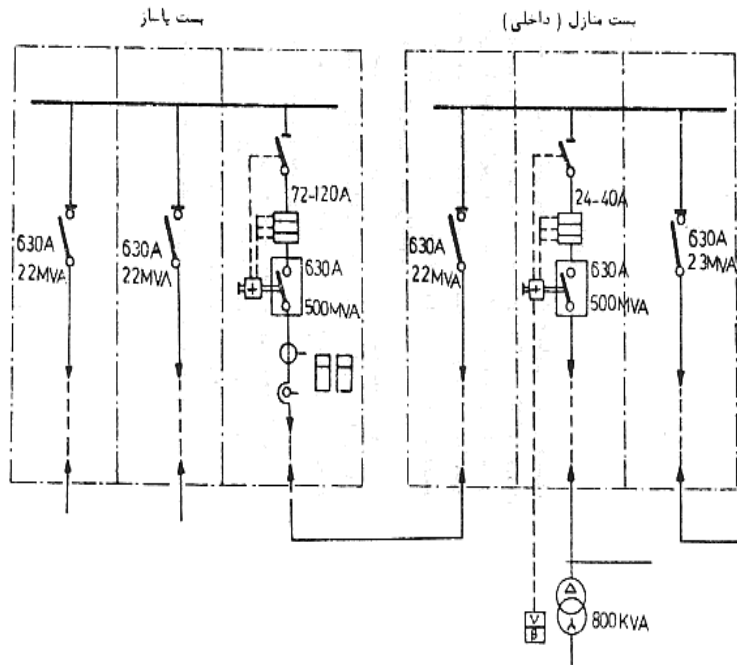 پست پاساژ
پست منازل ( داخلی )
72-120A
630A
22MVA
630A
22MVA
630A
500MVA
24-40A
630A
22MVA
630A
500MVA
630A
23MVA
V
800KVA